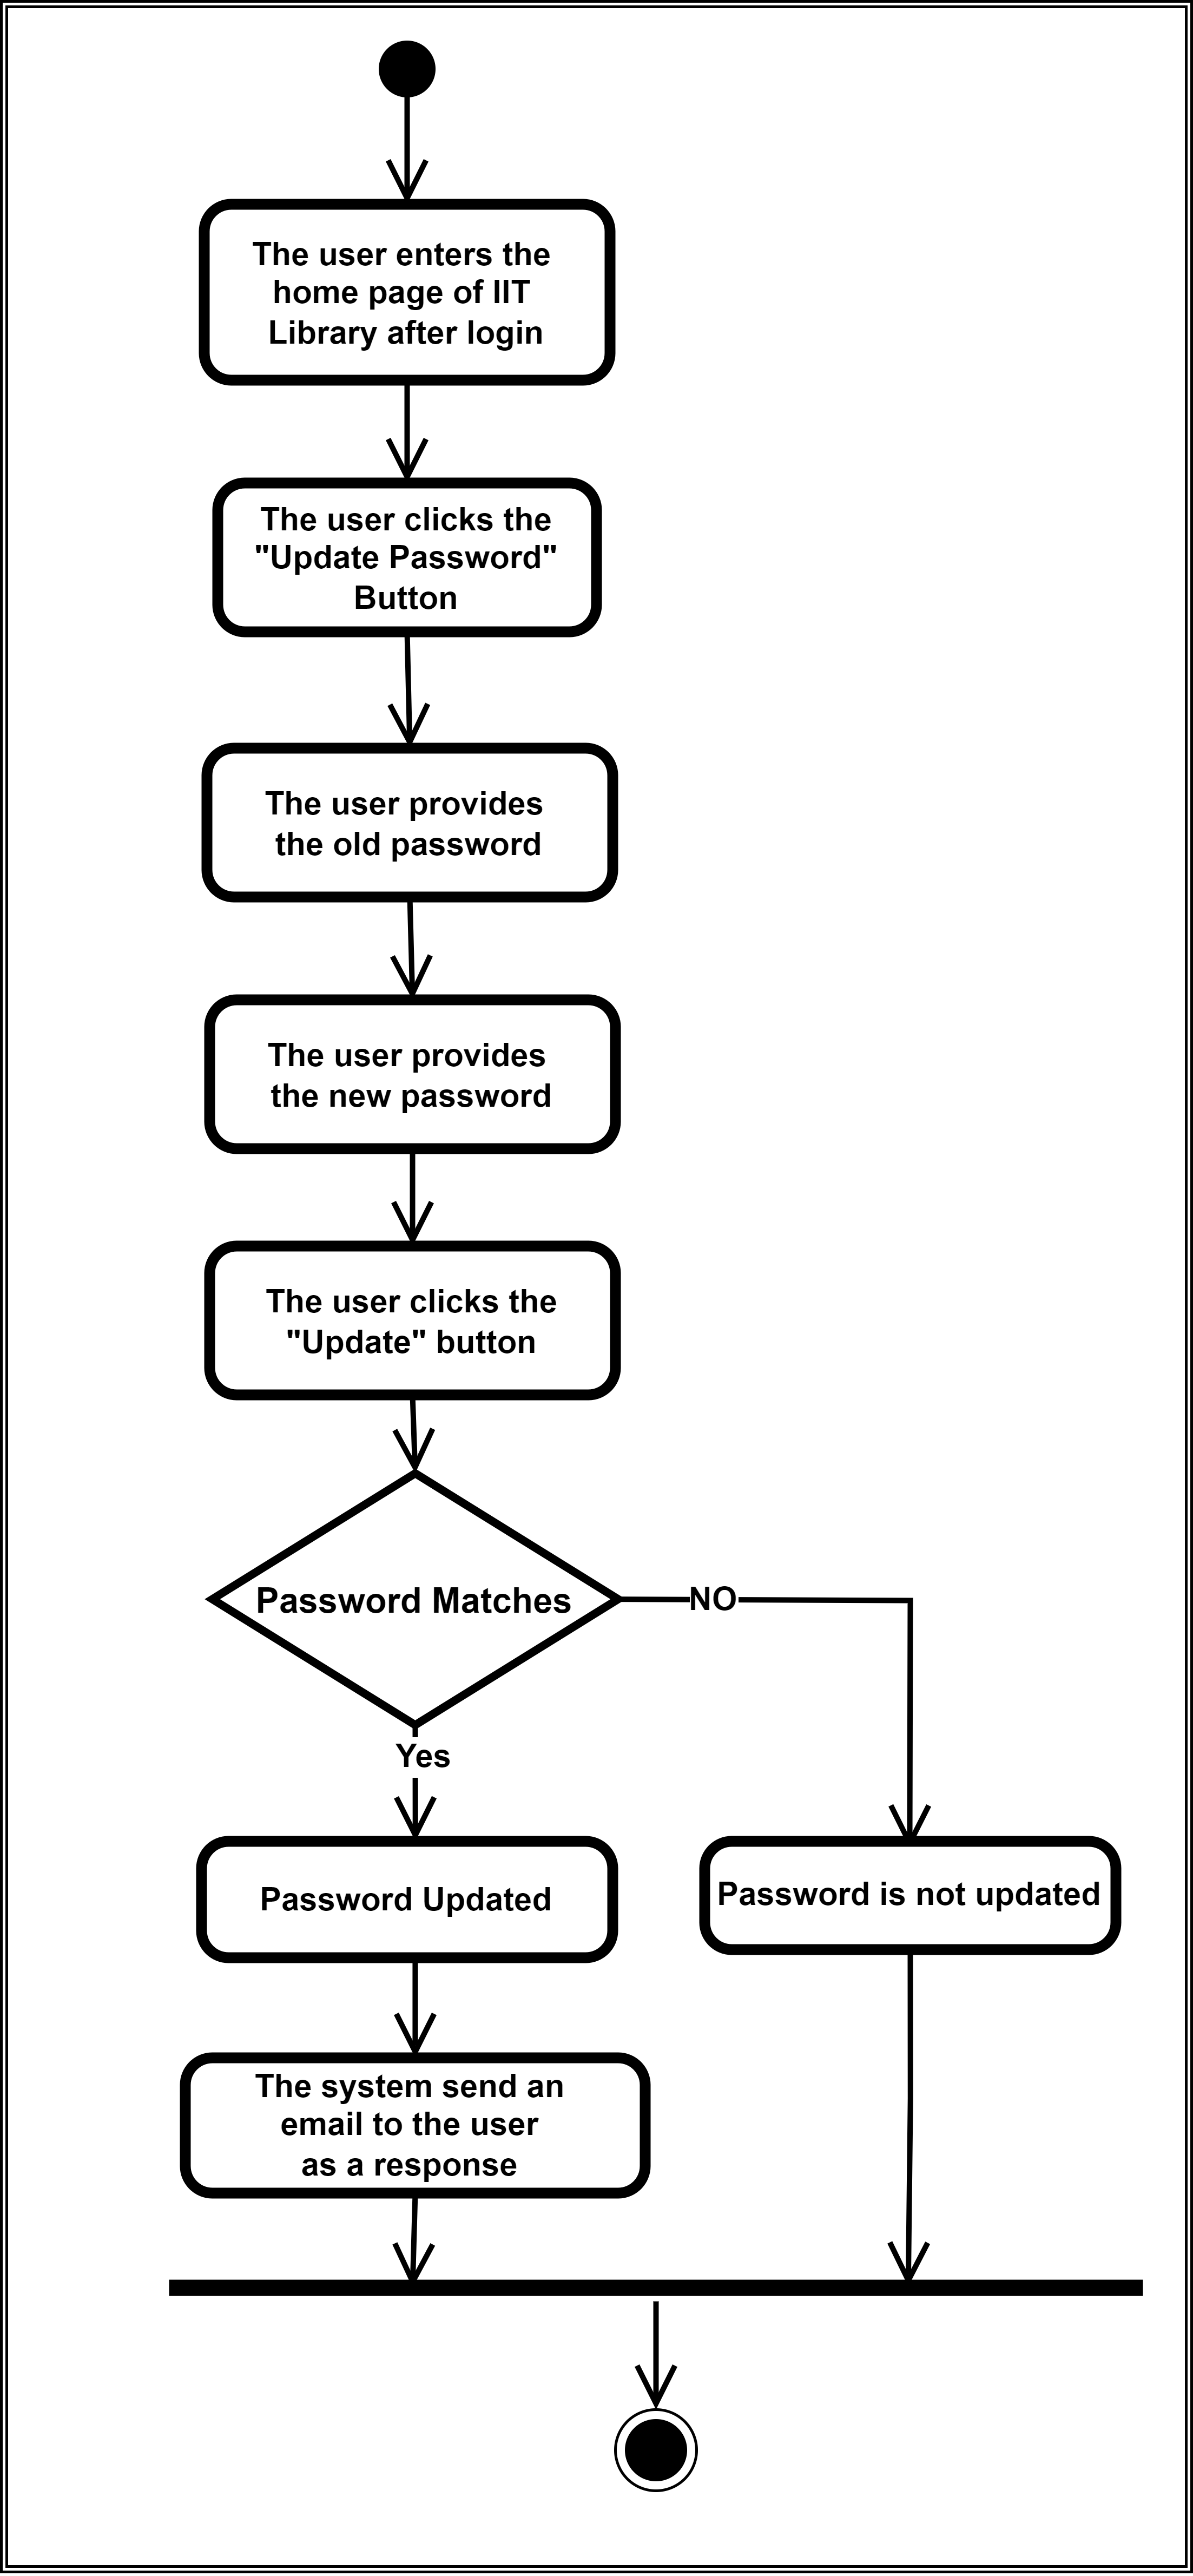 The user enters the
home page of IIT
Library after login
The user clicks the
"Update Password"
Button
The user provides
the old password
The user provides
the new password
The user clicks the
"Update" button
Password Matches
NO
Yes
Password Updated
Password is not updated
The system send an
email to the user
as a response